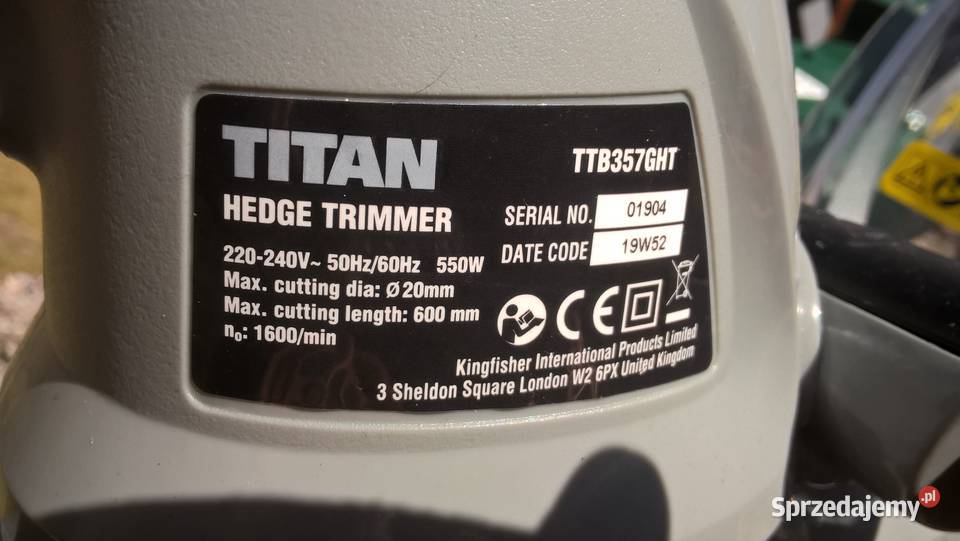 TITAN
TTB357GHT
HEDGE TRIMMER
SERIAL NO. 01904
DATE CODE 19W52
220-240V~ 50Hz/60Hz 550W
Max. cutting dia: Ø 20mm
Max. cutting length: 600 mm
n₀: 1600/min
CE
Kingfisher International Products Limited
3 Sheldon Square London W2 6PX United Kingdom
Sprzedajemy.pl